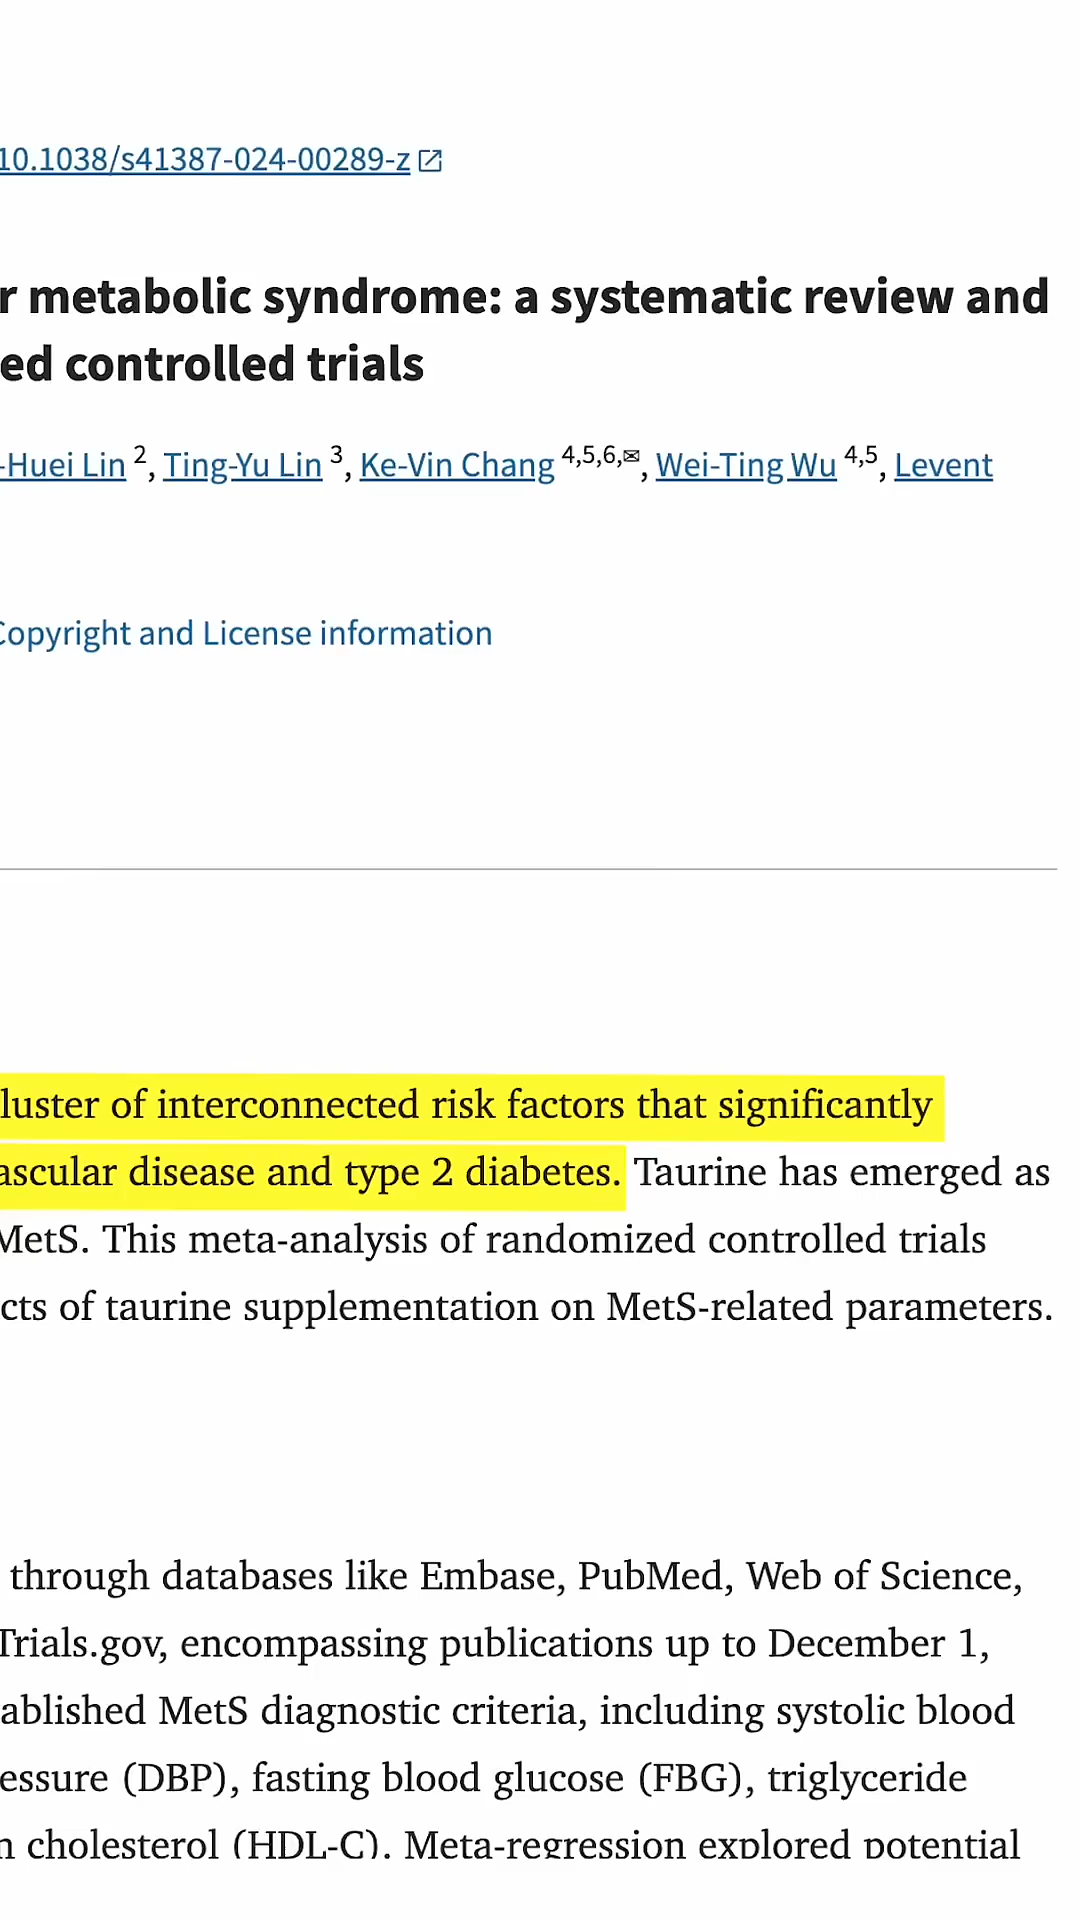 10.1038/s41387-024-00289-z
r metabolic syndrome: a systematic review and
ed controlled trials
-Huei Lin 2, Ting-Yu Lin 3, Ke-Vin Chang 4,5,6,✉, Wei-Ting Wu 4,5, Levent
Copyright and License information
luster of interconnected risk factors that significantly
ascular disease and type 2 diabetes. Taurine has emerged as
MetS. This meta-analysis of randomized controlled trials
cts of taurine supplementation on MetS-related parameters.
through databases like Embase, PubMed, Web of Science,
Trials.gov, encompassing publications up to December 1,
ablished MetS diagnostic criteria, including systolic blood
essure (DBP), fasting blood glucose (FBG), triglyceride
n cholesterol (HDL-C). Meta-regression explored potential